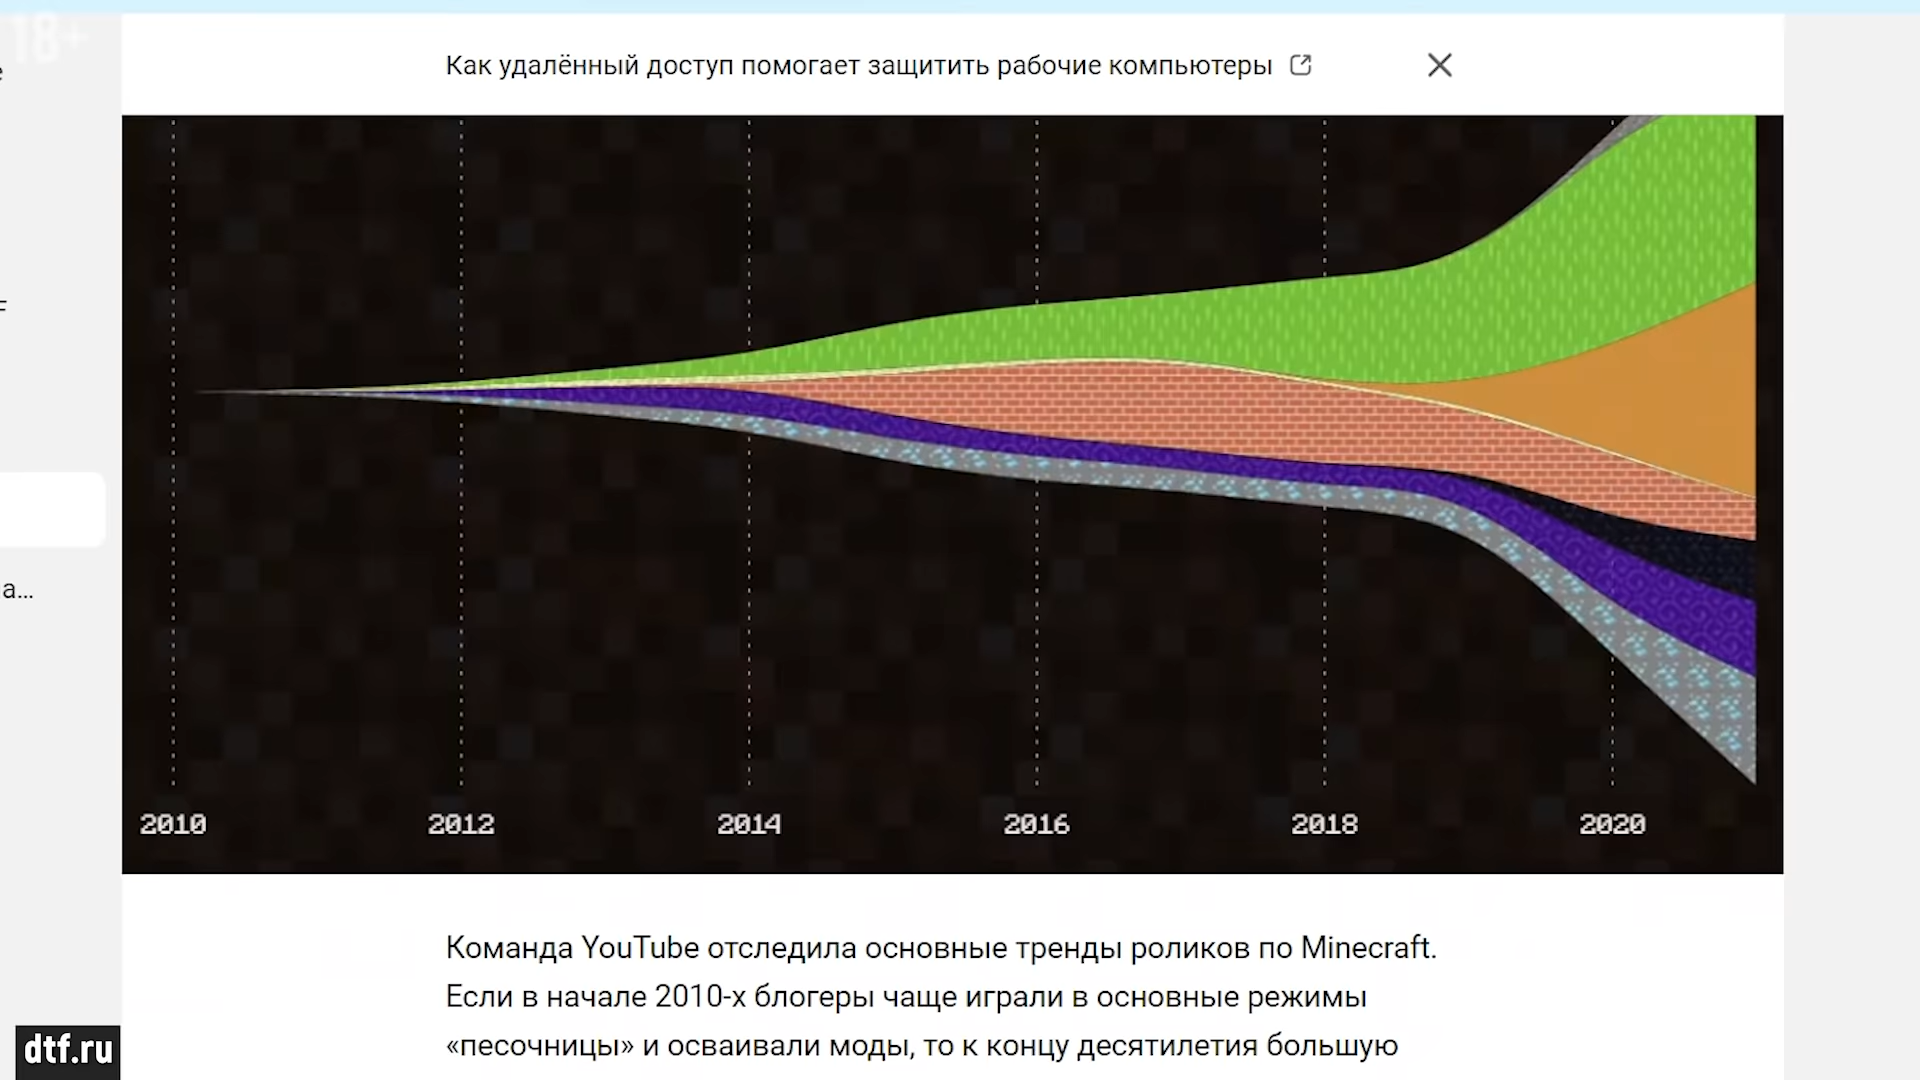 18+
Как удалённый доступ помогает защитить рабочие компьютеры
а...
2010 2012 2014 2016 2018 2020
Команда YouTube отследила основные тренды роликов по Minecraft.
Если в начале 2010-х блогеры чаще играли в основные режимы
«песочницы» и осваивали моды, то к концу десятилетия большую
dtf.ru